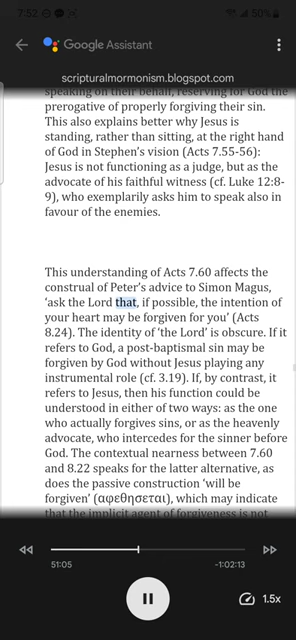 7:52
50%
Google Assistant
scripturalmormonism.blogspot.com
speaking on their behalf, reserving for God the
prerogative of properly forgiving their sin.
This also explains better why Jesus is
standing, rather than sitting, at the right hand
of God in Stephen's vision (Acts 7.55-56):
Jesus is not functioning as a judge, but as the
advocate of his faithful witness (cf. Luke 12:8-
9), who exemplarily asks him to speak also in
favour of the enemies.
This understanding of Acts 7.60 affects the
construal of Peter's advice to Simon Magus,
'ask the Lord that, if possible, the intention of
your heart may be forgiven for you' (Acts
8.24). The identity of 'the Lord' is obscure. If it
refers to God, a post-baptismal sin may be
forgiven by God without Jesus playing any
instrumental role (cf. 3.19). If, by contrast, it
refers to Jesus, then his function could be
understood in either of two ways: as the one
who actually forgives sins, or as the heavenly
advocate, who intercedes for the sinner before
God. The contextual nearness between 7.60
and 8.22 speaks for the latter alternative, as
does the passive construction 'will be
forgiven' (αφεθησεται), which may indicate
that the implicit agent of forgiveness is not
51:05
-1:02:13
1.5x